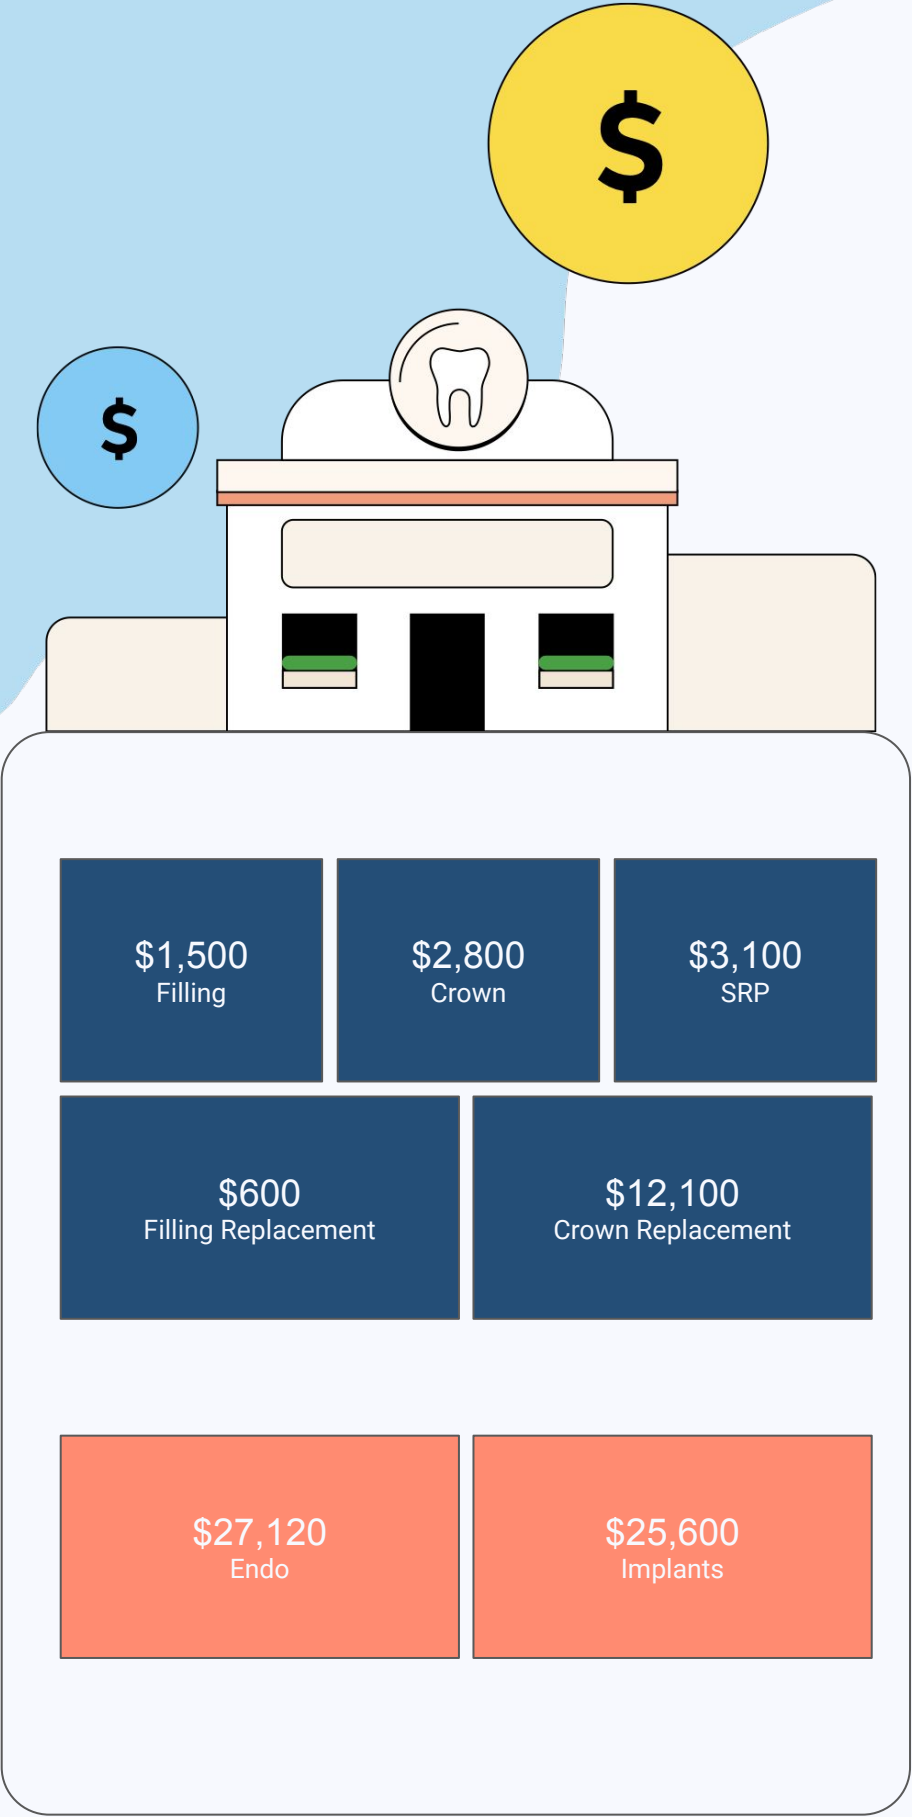 $
$
$1,500
Filling
$2,800
Crown
$3,100
SRP
$600
Filling Replacement
$12,100
Crown Replacement
$27,120
Endo
$25,600
Implants